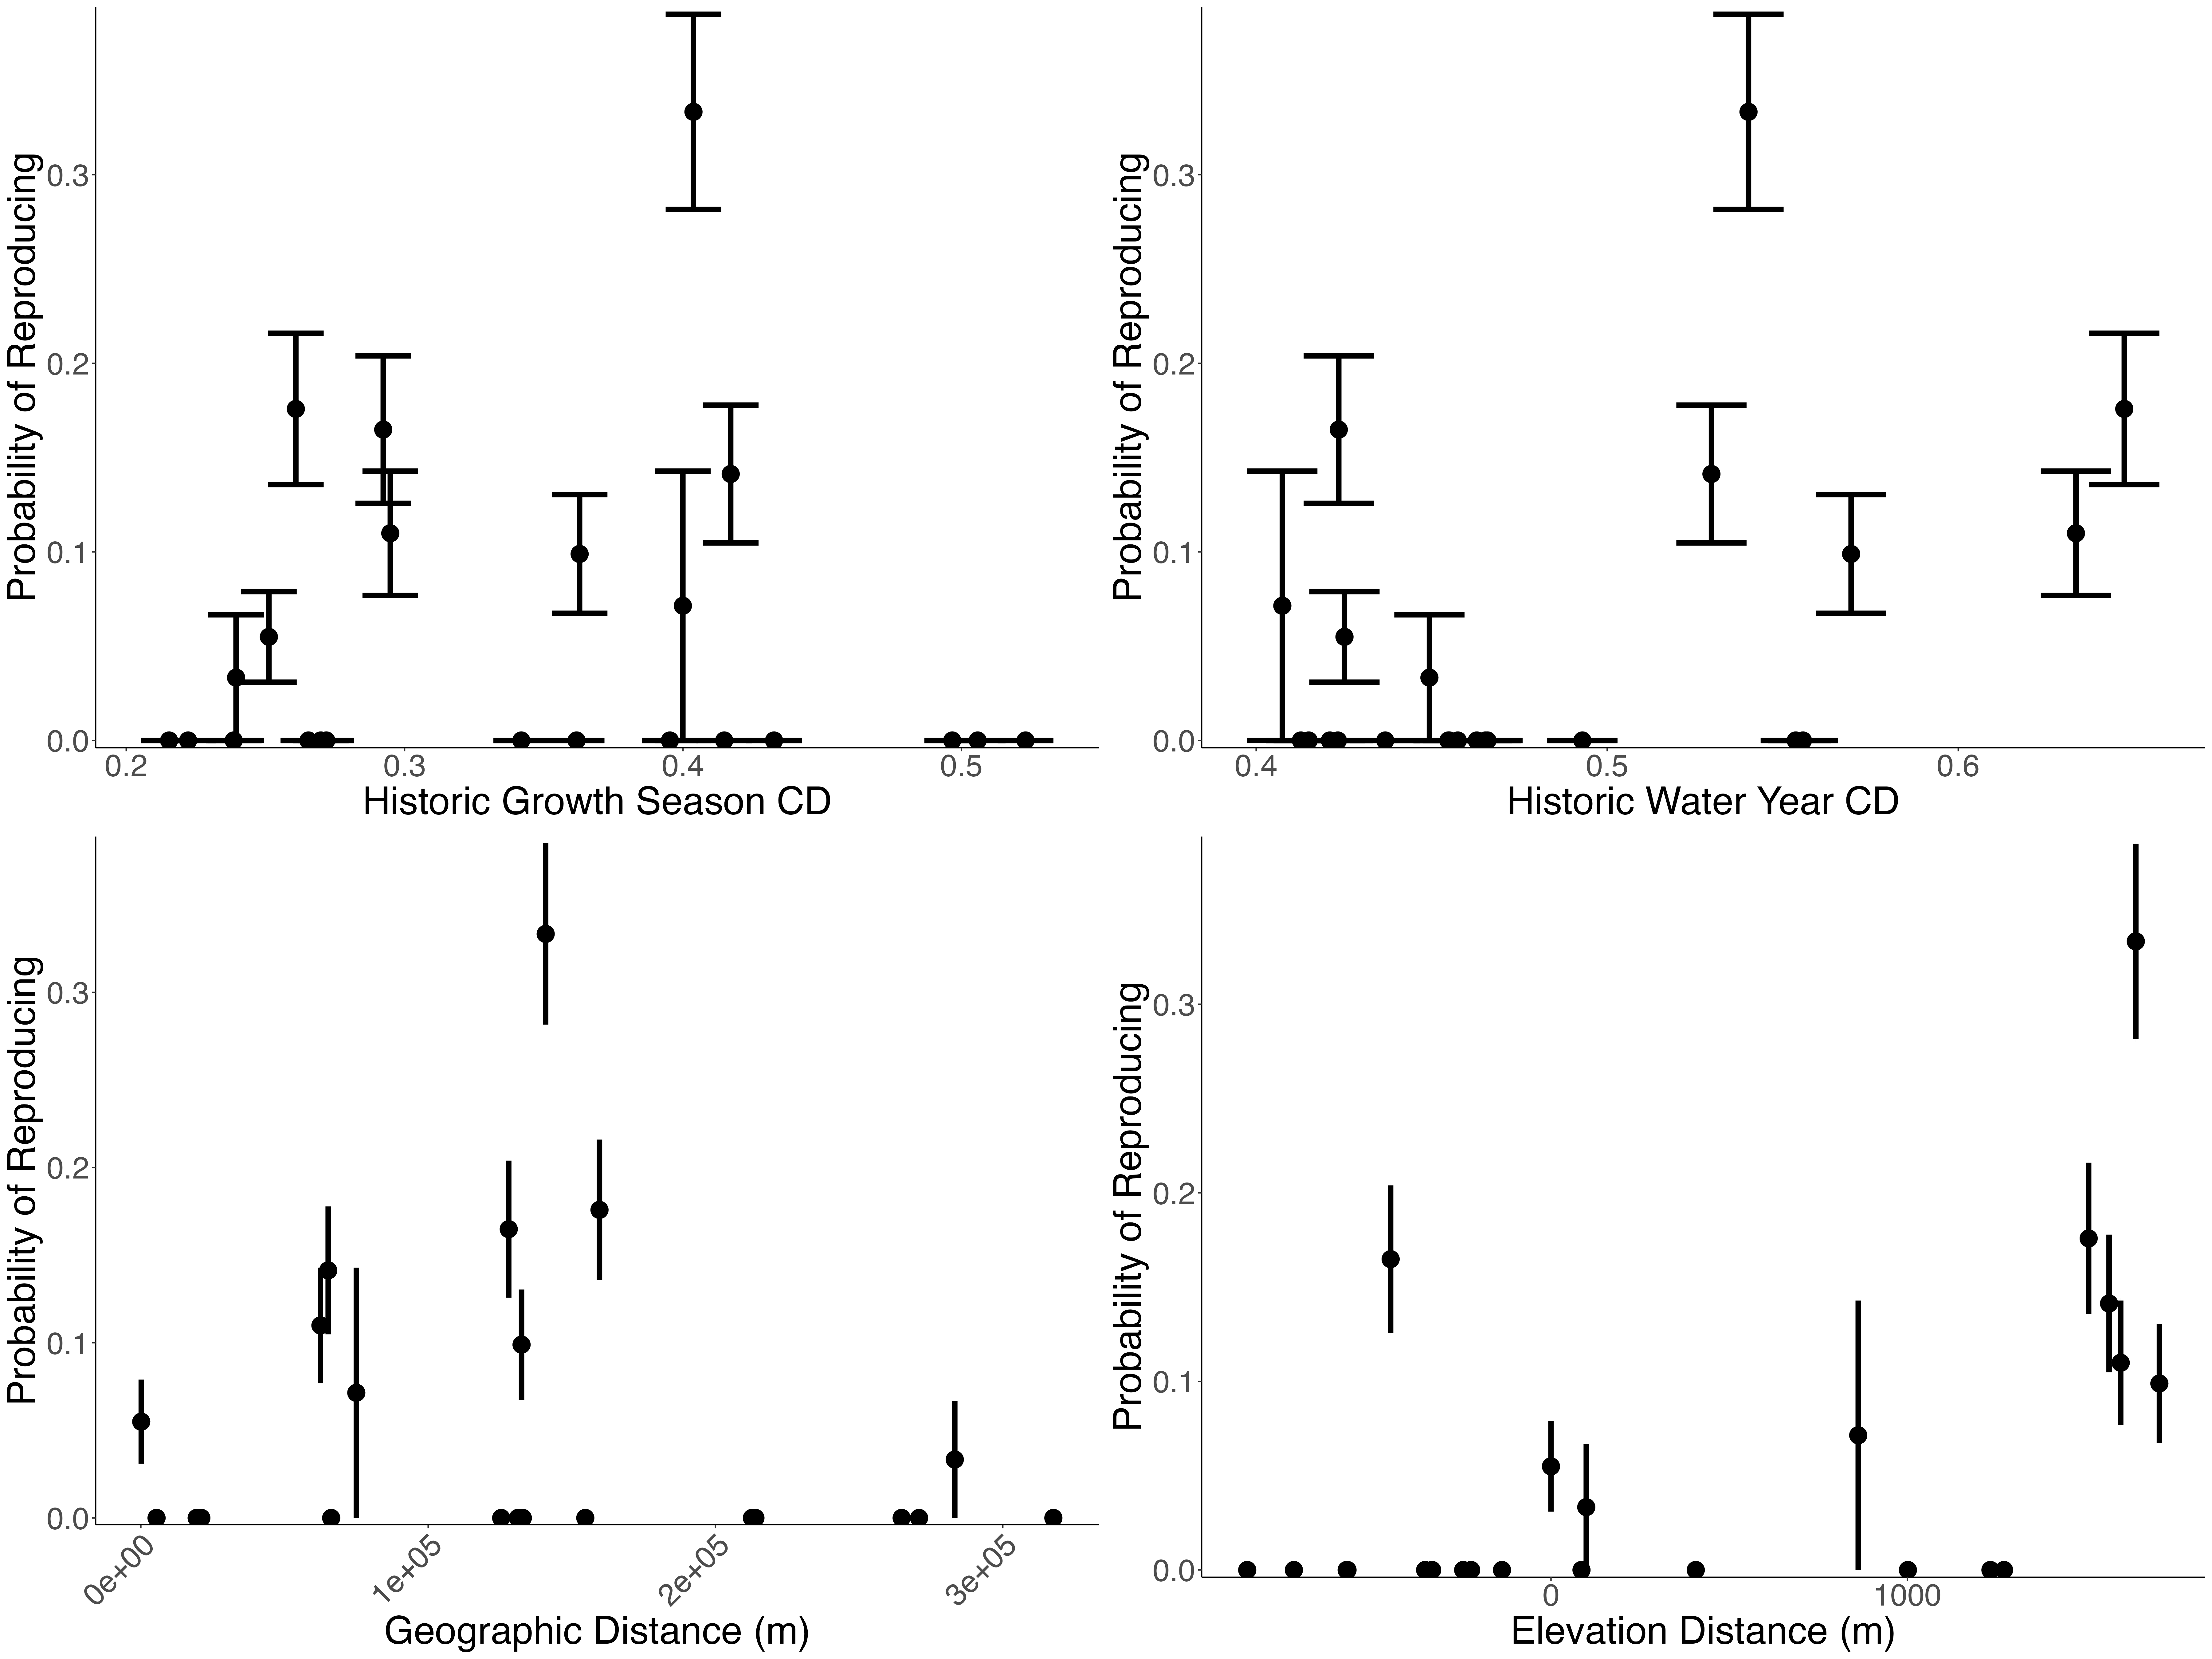 Probability of Reproducing
0.3
0.2
0.1
0.0
0.2 0.3 0.4 0.5
Historic Growth Season CD
Probability of Reproducing
0.3
0.2
0.1
0.0
0.4 0.5 0.6
Historic Water Year CD
Probability of Reproducing
0.3
0.2
0.1
0.0
0e+00 1e+05 2e+05 3e+05
Geographic Distance (m)
Probability of Reproducing
0.3
0.2
0.1
0.0
0 1000
Elevation Distance (m)